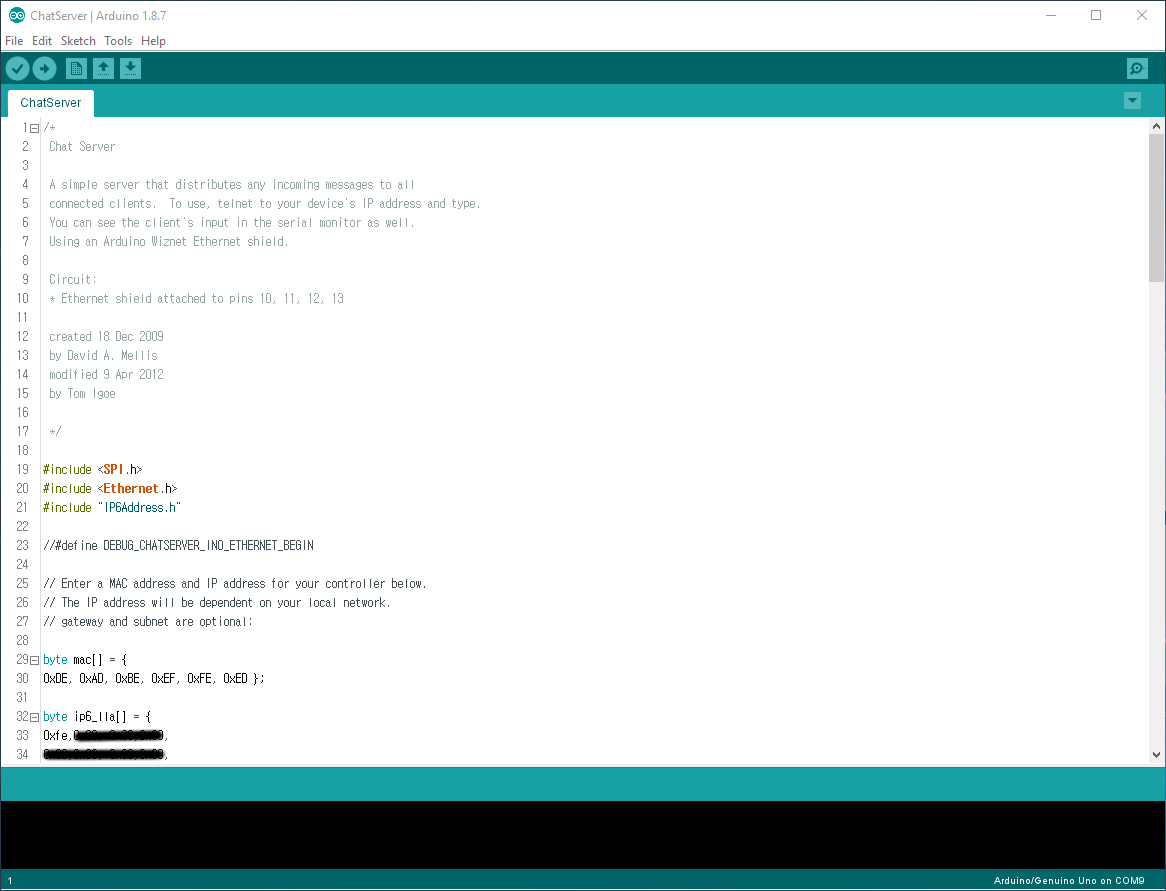 ChatServer | Arduino 1.8.7
File Edit Sketch Tools Help
ChatServer
1 /*
2 Chat Server
3
4 A simple server that distributes any incoming messages to all
5 connected clients.  To use, telnet to your device's IP address and type.
6 You can see the client's input in the serial monitor as well.
7 Using an Arduino Wiznet Ethernet shield.
8
9 Circuit:
10 * Ethernet shield attached to pins 10, 11, 12, 13
11
12 created 18 Dec 2009
13 by David A. Mellis
14 modified 9 Apr 2012
15 by Tom Igoe
16
17 */
18
19 #include <SPI.h>
20 #include <Ethernet.h>
21 #include "IP6Address.h"
22
23 //#define DEBUG_CHATSERVER_INO_ETHERNET_BEGIN
24
25 // Enter a MAC address and IP address for your controller below.
26 // The IP address will be dependent on your local network.
27 // gateway and subnet are optional:
28
29 byte mac[] = {
30 0xDE, 0xAD, 0xBE, 0xEF, 0xFE, 0xED };
31
32 byte ip6_lla[] = {
33 0xfe,
34
1
Arduino/Genuino Uno on COM9